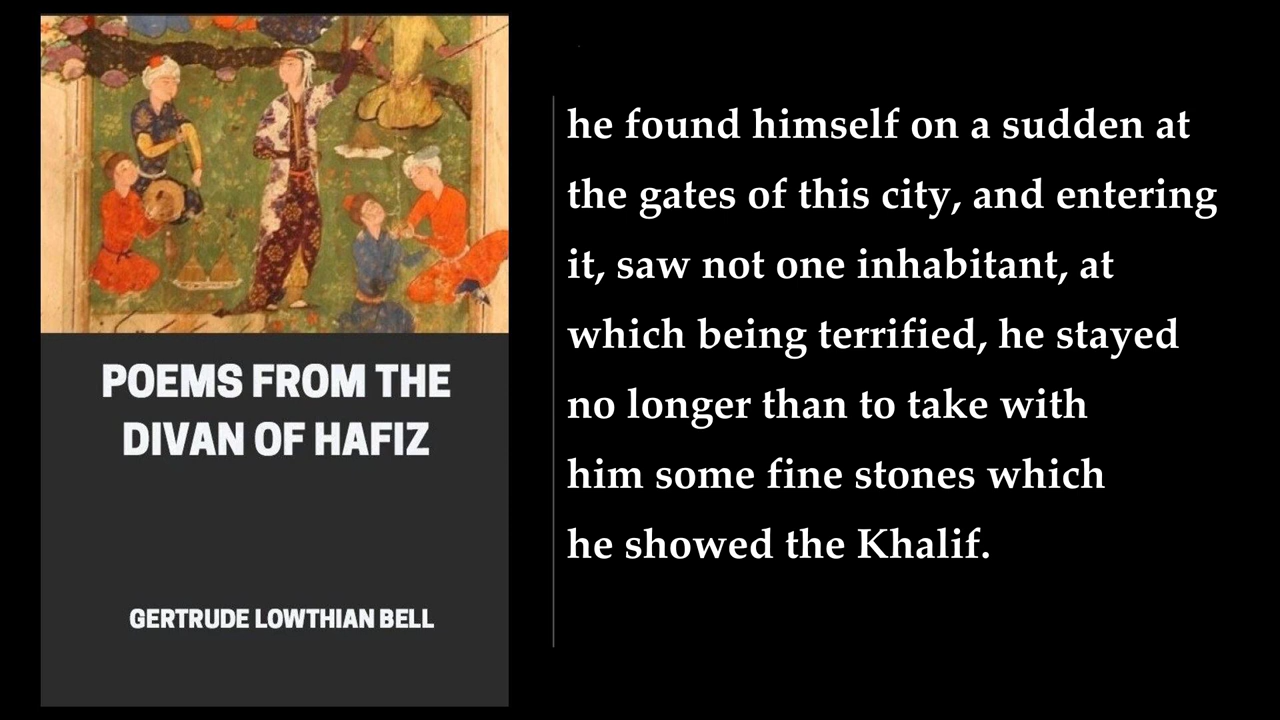 POEMS FROM THE
DIVAN OF HAFIZ
GERTRUDE LOWTHIAN BELL
he found himself on a sudden at
the gates of this city, and entering
it, saw not one inhabitant, at
which being terrified, he stayed
no longer than to take with
him some fine stones which
he showed the Khalif.